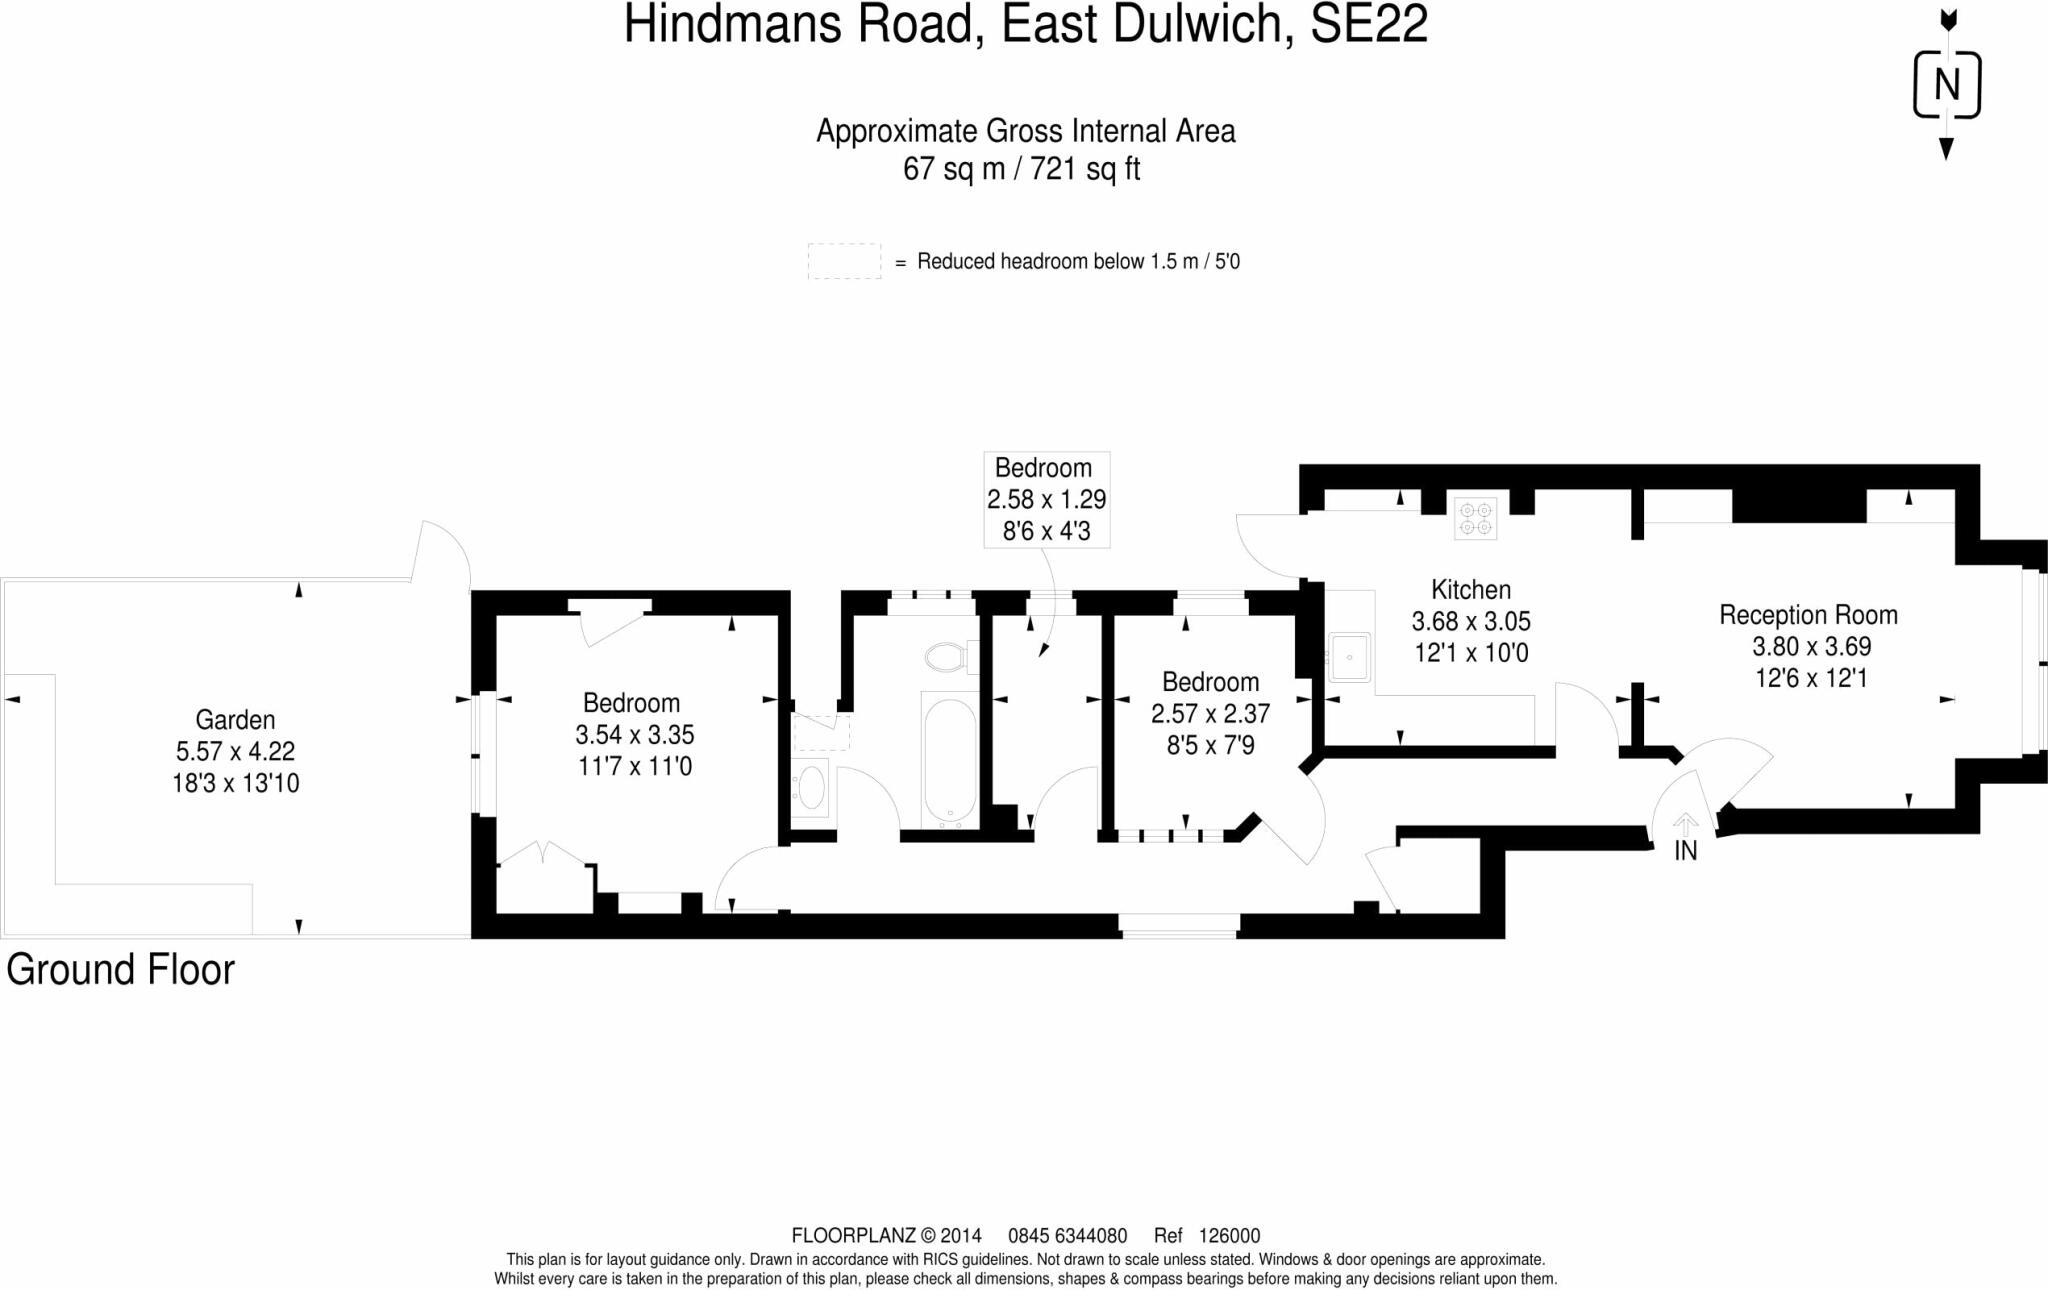 Hindmans Road, East Dulwich, SE22
N
Approximate Gross Internal Area
67 sq m / 721 sq ft
= Reduced headroom below 1.5 m / 5'0
Bedroom
2.58 x 1.29
8'6 x 4'3
Kitchen
3.68 x 3.05
12'1 x 10'0
Reception Room
3.80 x 3.69
12'6 x 12'1
Bedroom
2.57 x 2.37
8'5 x 7'9
Bedroom
3.54 x 3.35
11'7 x 11'0
Garden
5.57 x 4.22
18'3 x 13'10
IN
Ground Floor
FLOORPLANZ © 2014 0845 6344080 Ref 126000
This plan is for layout guidance only. Drawn in accordance with RICS guidelines. Not drawn to scale unless stated. Windows & door openings are approximate.
Whilst every care is taken in the preparation of this plan, please check all dimensions, shapes & compass bearings before making any decisions reliant upon them.